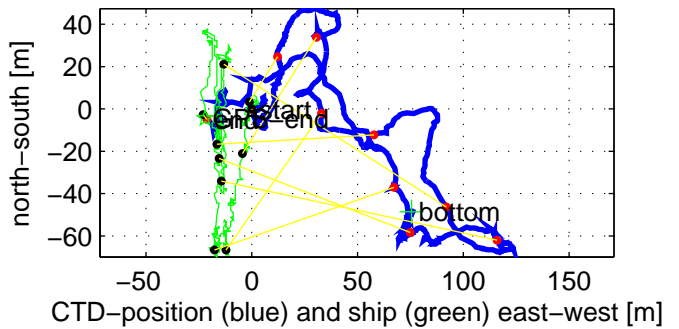 40
20
0
−20
−40
−60
north−south [m]
start
end
bottom
−50
0
50
100
150
CTD−position (blue) and ship (green) east−west [m]